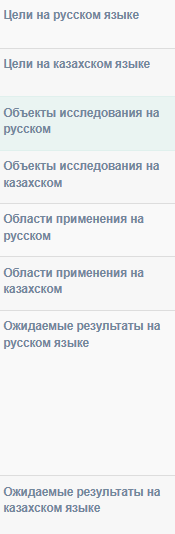 Цели на русском языке
Цели на казахском языке
Объекты исследования на
русском
Объекты исследования на
казахском
Области применения на
русском
Области применения на
казахском
Ожидаемые результаты на
русском языке
Ожидаемые результаты на
казахском языке